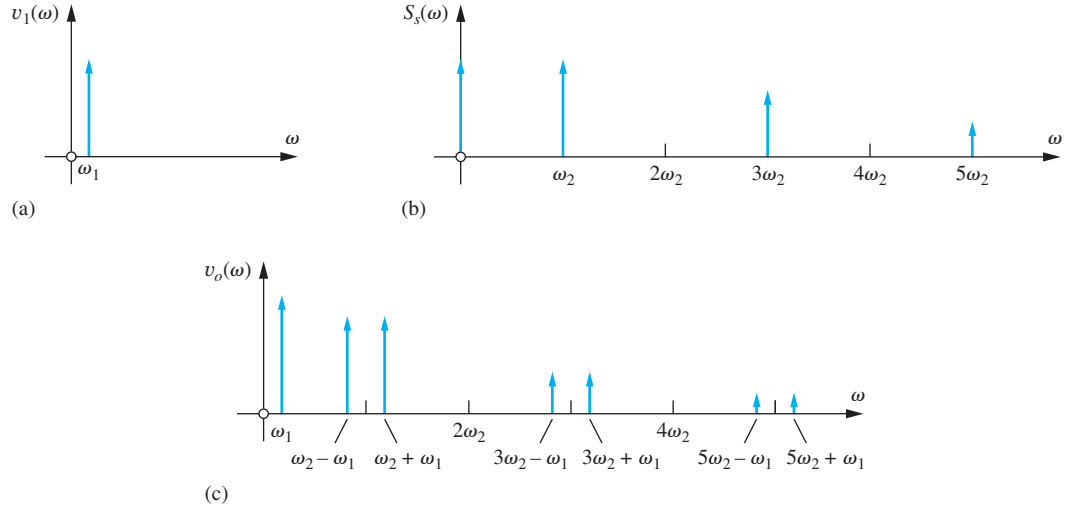 v₁(ω)
ω
ω₁
(a)
Sₛ(ω)
ω
ω₂
2ω₂
3ω₂
4ω₂
5ω₂
(b)
vₒ(ω)
ω
ω₁
2ω₂
4ω₂
ω₂ − ω₁
ω₂ + ω₁
3ω₂ − ω₁
3ω₂ + ω₁
5ω₂ − ω₁
5ω₂ + ω₁
(c)